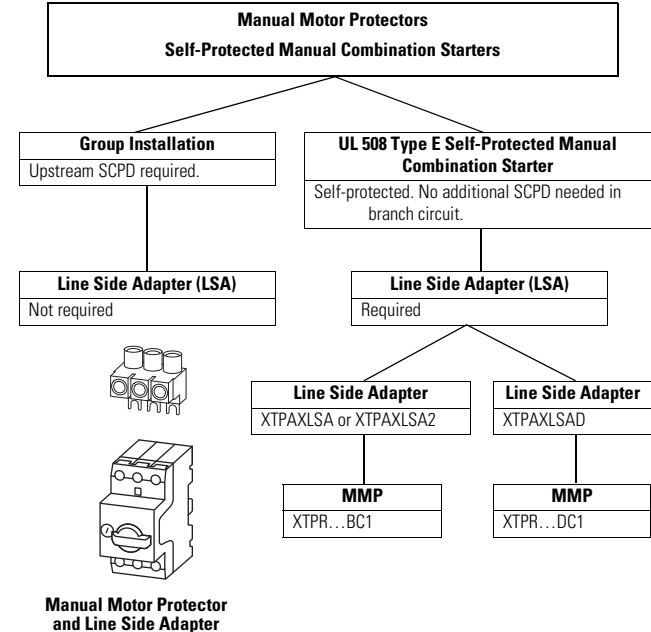 Manual Motor Protectors
Self-Protected Manual Combination Starters
Group Installation
Upstream SCPD required.
UL 508 Type E Self-Protected Manual
Combination Starter
Self-protected. No additional SCPD needed in
branch circuit.
Line Side Adapter (LSA)
Not required
Line Side Adapter (LSA)
Required
Line Side Adapter
XTPAXLSA or XTPAXLSA2
Line Side Adapter
XTPAXLSAD
MMP
XTPR...BC1
MMP
XTPR...DC1
Manual Motor Protector
and Line Side Adapter